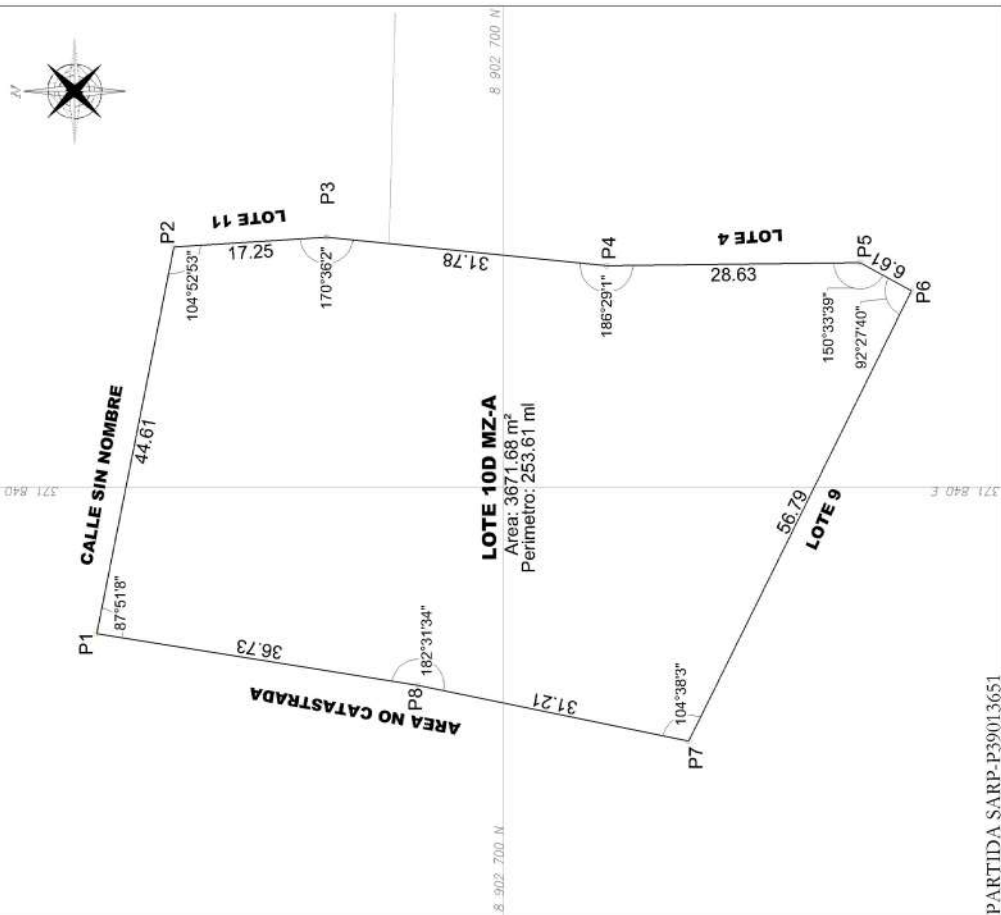 N
8 902 700 N
371 840
CALLE SIN NOMBRE
P1
P2
44.61
87°51'8"
104°52'53"
LOTE 11
17.25
P3
170°36'2"
36.73
31.78
AREA NO CATASTRADA
P8
182°31'34"
P4
186°29'1"
LOTE 4
28.63
LOTE 10D MZ-A
Area: 3671.68 m²
Perimetro: 253.61 ml
31.21
P5
150°33'39"
6.61
92°27'40"
P6
104°38'3"
P7
56.79
LOTE 9
8 902 700 N
371 840 E
PARTIDA SARP-P39013651